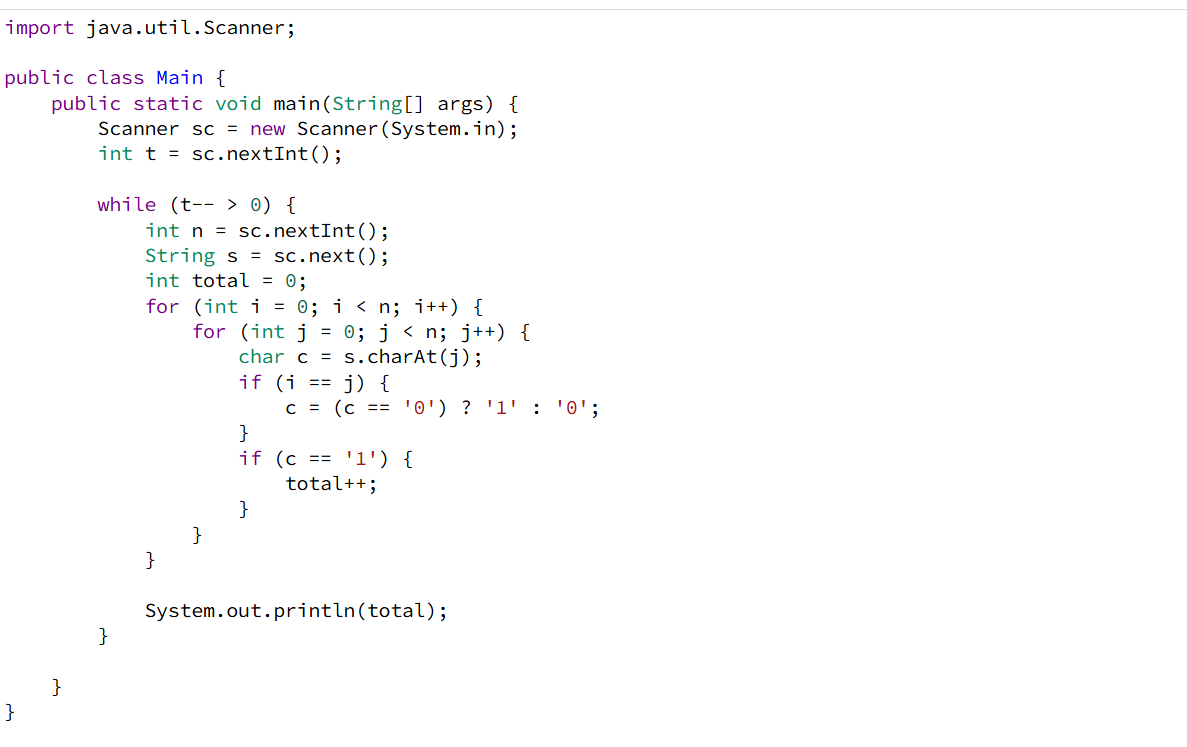 import java.util.Scanner;

public class Main {
    public static void main(String[] args) {
        Scanner sc = new Scanner(System.in);
        int t = sc.nextInt();

        while (t-- > 0) {
            int n = sc.nextInt();
            String s = sc.next();
            int total = 0;
            for (int i = 0; i < n; i++) {
                for (int j = 0; j < n; j++) {
                    char c = s.charAt(j);
                    if (i == j) {
                        c = (c == '0') ? '1' : '0';
                    }
                    if (c == '1') {
                        total++;
                    }
                }
            }

            System.out.println(total);
        }

    }
}